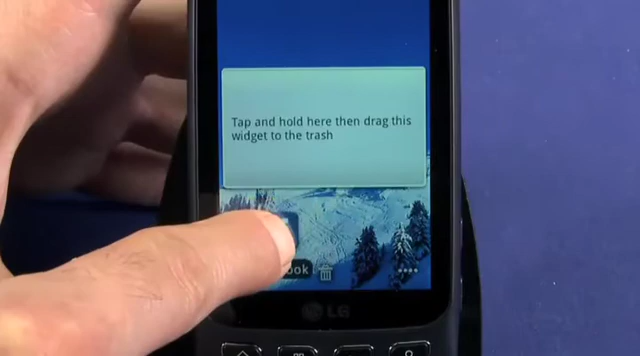 Tap and hold here then drag this
widget to the trash
ook
LG